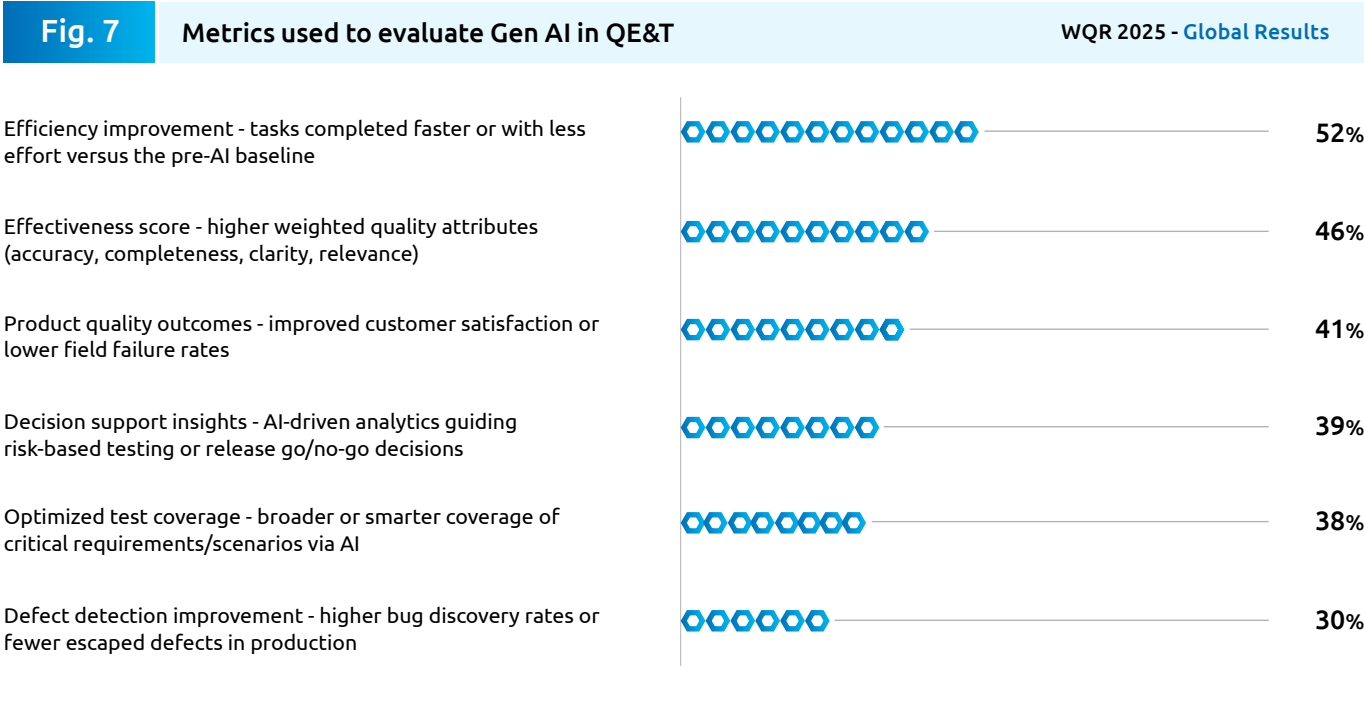 Fig. 7
Metrics used to evaluate Gen AI in QE&T
WQR 2025 - Global Results
Efficiency improvement - tasks completed faster or with less
effort versus the pre-AI baseline
52%
Effectiveness score - higher weighted quality attributes
(accuracy, completeness, clarity, relevance)
46%
Product quality outcomes - improved customer satisfaction or
lower field failure rates
41%
Decision support insights - AI-driven analytics guiding
risk-based testing or release go/no-go decisions
39%
Optimized test coverage - broader or smarter coverage of
critical requirements/scenarios via AI
38%
Defect detection improvement - higher bug discovery rates or
fewer escaped defects in production
30%